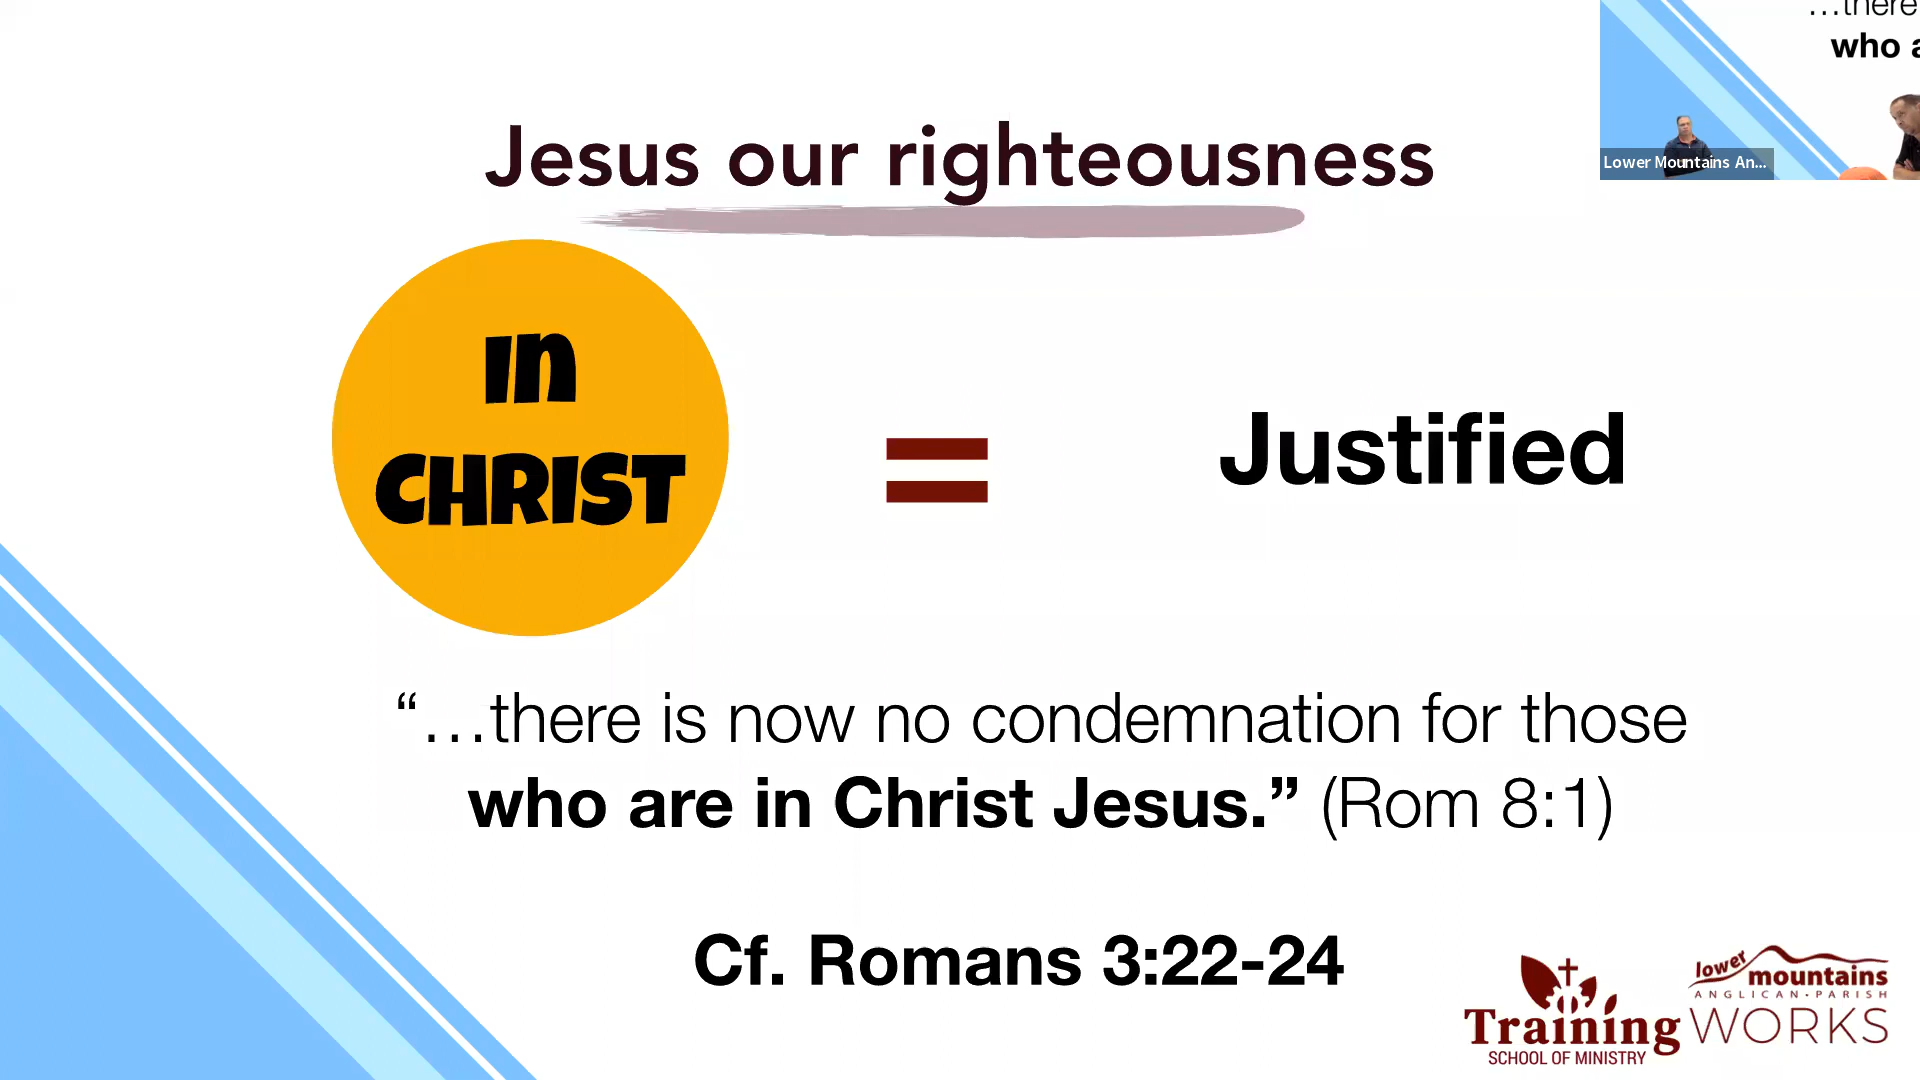 …there
who a
Lower Mountains An...
Jesus our righteousness
in
CHRIST
=
Justified
“…there is now no condemnation for those
who are in Christ Jesus.” (Rom 8:1)
Cf. Romans 3:22-24
Training
SCHOOL OF MINISTRY
lower mountains
ANGLICAN•PARISH
WORKS